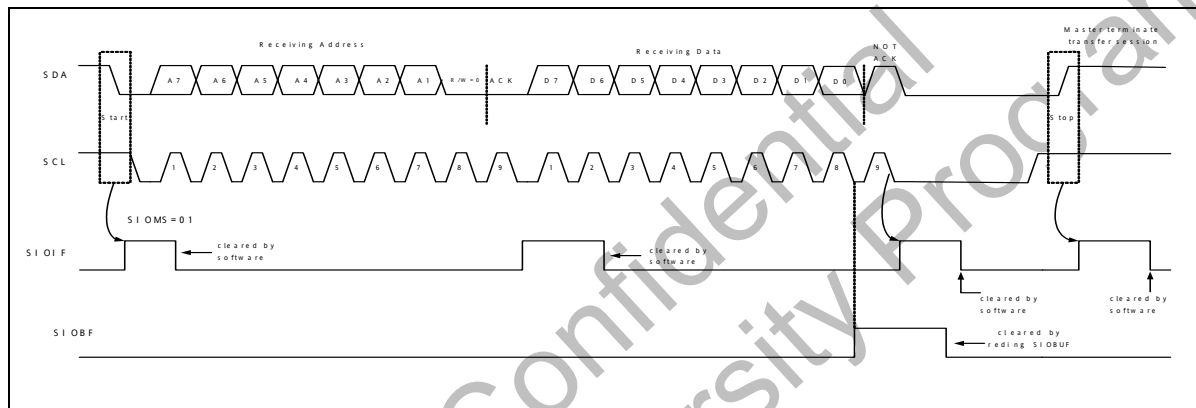 Receiving Address
Receiving Data
NOT
ACK
Master terminate
transfer session
SDA
A7 A6 A5 A4 A3 A2 A1 R/W=0 ACK D7 D6 D5 D4 D3 D2 D1 D0
Start
Stop
SCL
1 2 3 4 5 6 7 8 9 1 2 3 4 5 6 7 8 9
SIOMS=01
SIOIF
cleared by
software
cleared by
software
cleared by
software
cleared by
software
SIOBF
cleared by
reding SIOBUF
Confidential